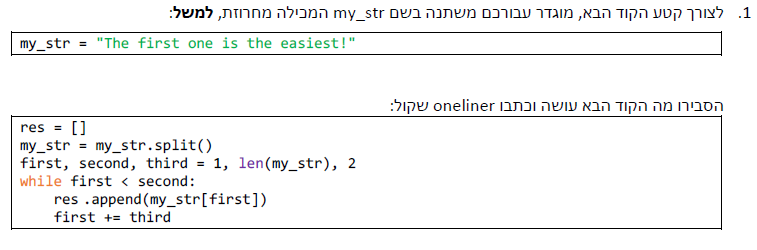 1. לצורך קטע הקוד הבא, מוגדר עבורכם משתנה בשם my_str המכילה מחרוזת, למשל:
my_str = "The first one is the easiest!"
הסבירו מה הקוד הבא עושה וכתבו oneliner שקול:
res = []
my_str = my_str.split()
first, second, third = 1, len(my_str), 2
while first < second:
    res .append(my_str[first])
    first += third